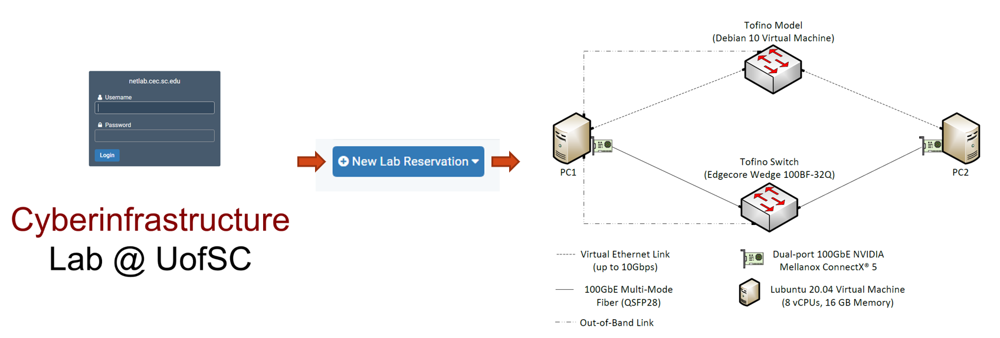 netlab.cec.sc.edu
Username
Password
Login
Cyberinfrastructure
Lab @ UofSC
New Lab Reservation
Tofino Model
(Debian 10 Virtual Machine)
PC1
PC2
Tofino Switch
(Edgecore Wedge 100BF-32Q)
Virtual Ethernet Link
(up to 10Gbps)
100GbE Multi-Mode
Fiber (QSFP28)
Out-of-Band Link
Dual-port 100GbE NVIDIA
Mellanox ConnectX® 5
Lubuntu 20.04 Virtual Machine
(8 vCPUs, 16 GB Memory)